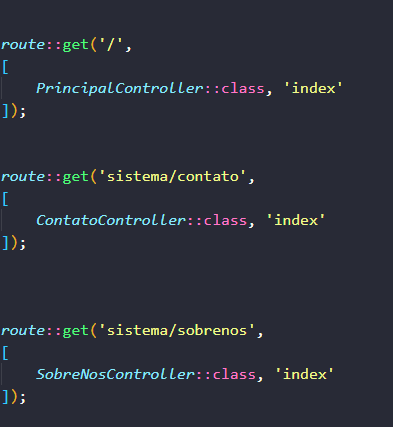 route::get('/',
[
PrincipalController::class, 'index'
]);
route::get('sistema/contato',
[
ContatoController::class, 'index'
]);
route::get('sistema/sobrenos',
[
SobreNosController::class, 'index'
]);